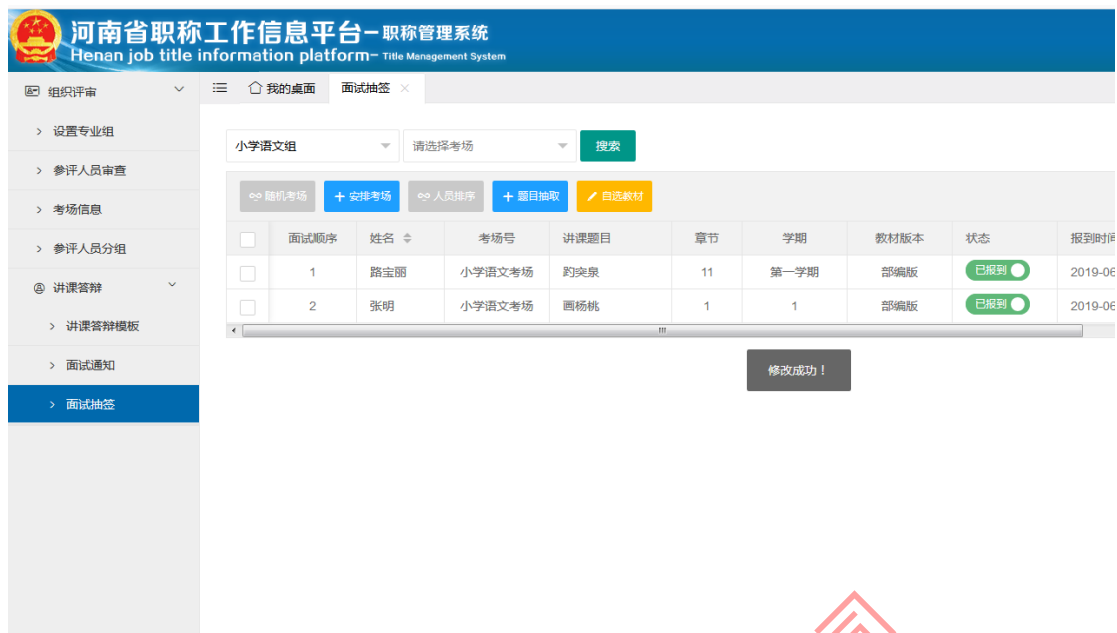 河南省职称工作信息平台-职称管理系统
Henan job title information platform- Title Management System
组织评审
我的桌面 面试抽签
设置专业组
小学语文组 请选择考场 搜索
参评人员审查
随机考场 安排考场 人员排序 题目抽取 自选教材
考场信息
面试顺序 姓名 考场号 讲课题目 章节 学期 教材版本 状态 报到时间
参评人员分组
1 路宝丽 小学语文考场 趵突泉 11 第一学期 部编版 已报到 2019-06
讲课答辩
2 张明 小学语文考场 画杨桃 1 1 部编版 已报到 2019-06
讲课答辩模板
面试通知
修改成功！
面试抽签